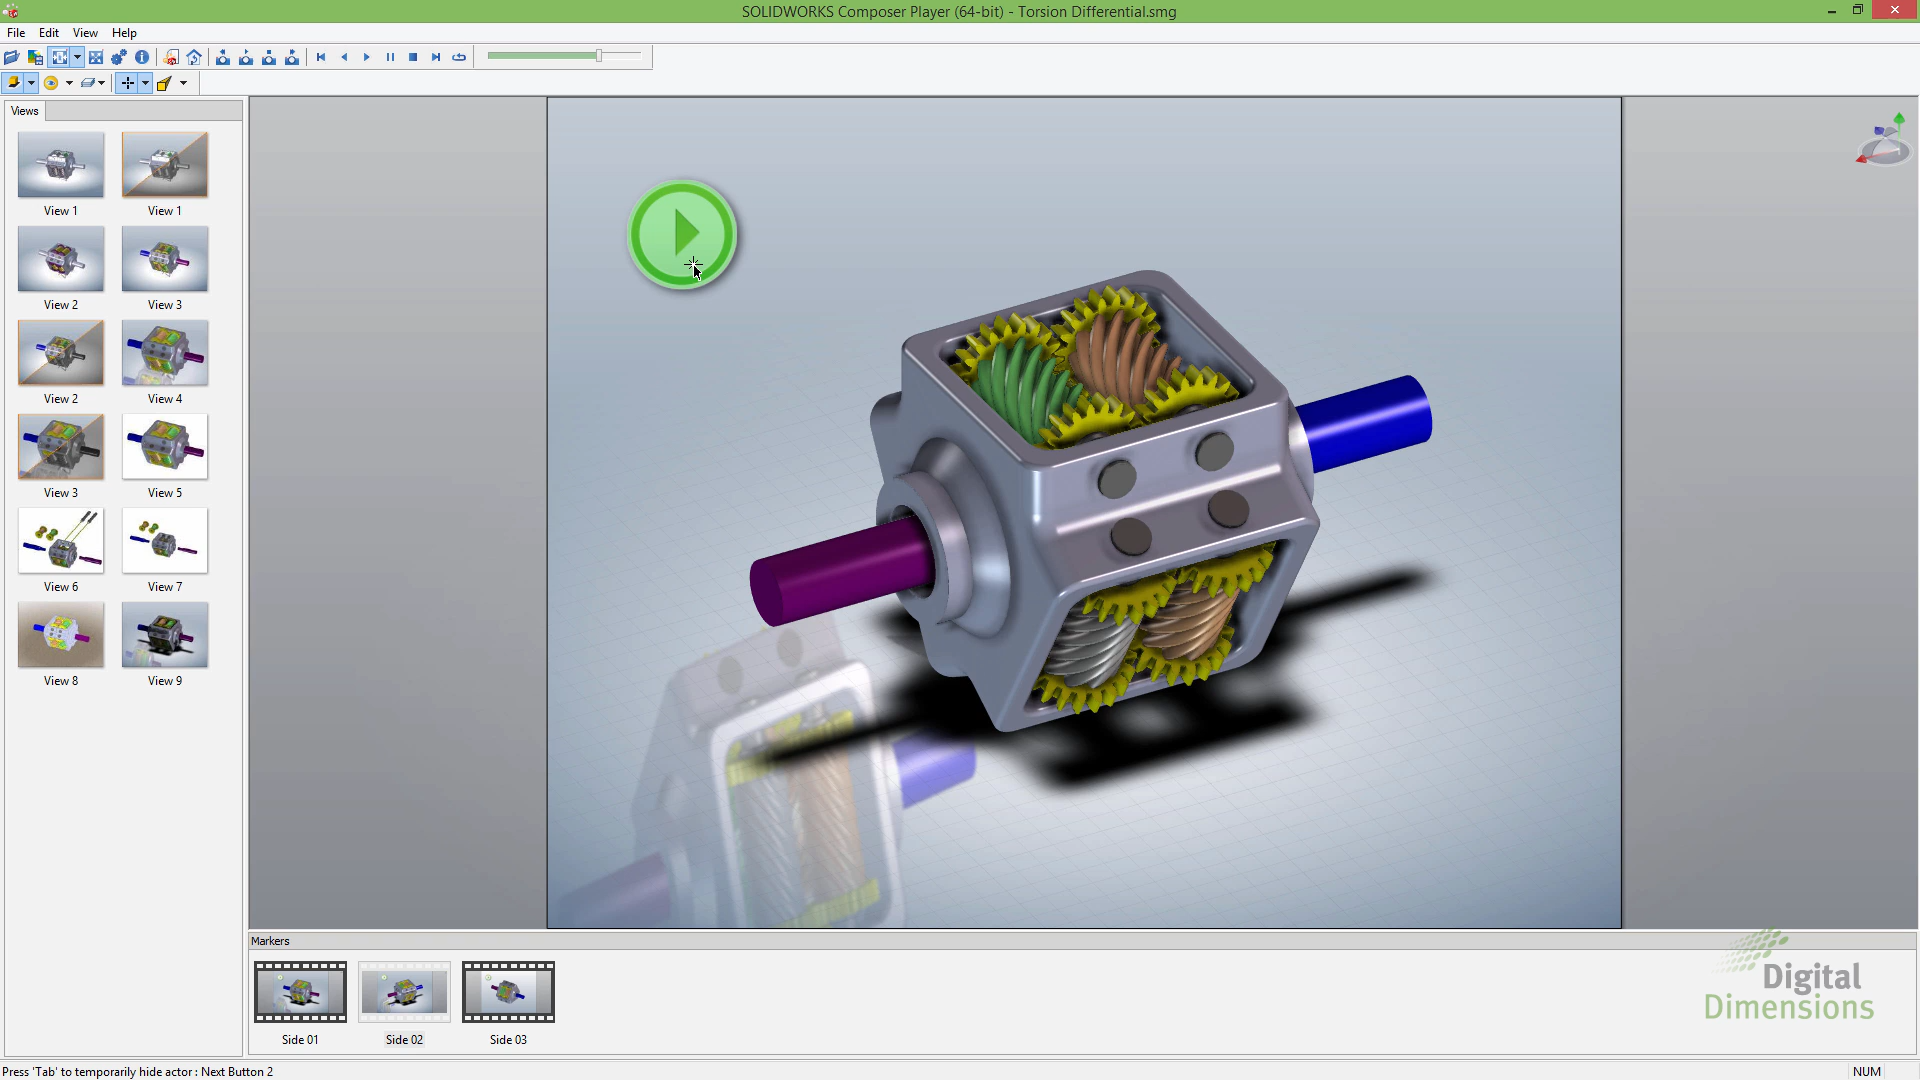 SOLIDWORKS Composer Player (64-bit) - Torsion Differential.smg
File Edit View Help
Views
View 1 View 1
View 2 View 3
View 2 View 4
View 3 View 5
View 6 View 7
View 8 View 9
Markers
Side 01 Side 02 Side 03
Digital
Dimensions
Press 'Tab' to temporarily hide actor : Next Button 2
NUM